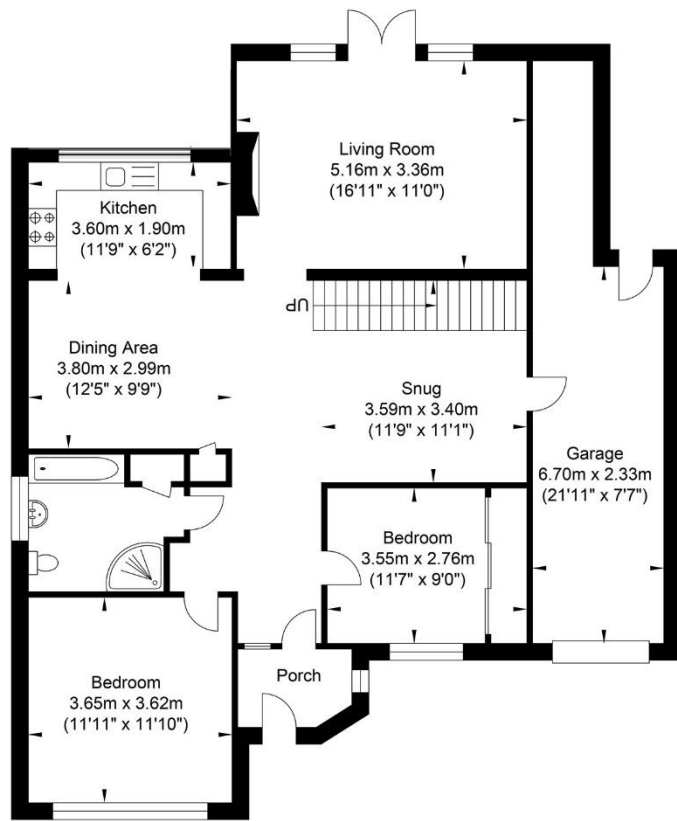 Living Room
5.16m x 3.36m
(16'11" x 11'0")
Kitchen
3.60m x 1.90m
(11'9" x 6'2")
UP
Dining Area
3.80m x 2.99m
(12'5" x 9'9")
Snug
3.59m x 3.40m
(11'9" x 11'1")
Garage
6.70m x 2.33m
(21'11" x 7'7")
Bedroom
3.55m x 2.76m
(11'7" x 9'0")
Porch
Bedroom
3.65m x 3.62m
(11'11" x 11'10")